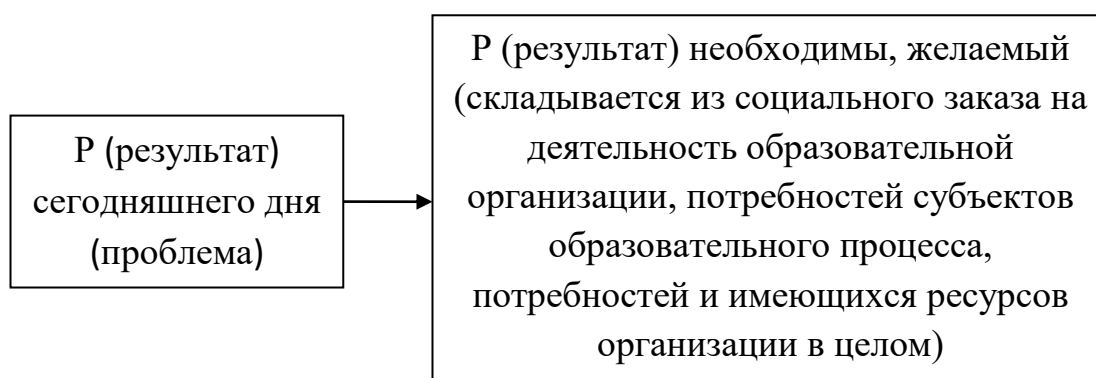 Р (результат)
сегодняшнего дня
(проблема)
Р (результат) необходимы, желаемый
(складывается из социального заказа на
деятельность образовательной
организации, потребностей субъектов
образовательного процесса,
потребностей и имеющихся ресурсов
организации в целом)